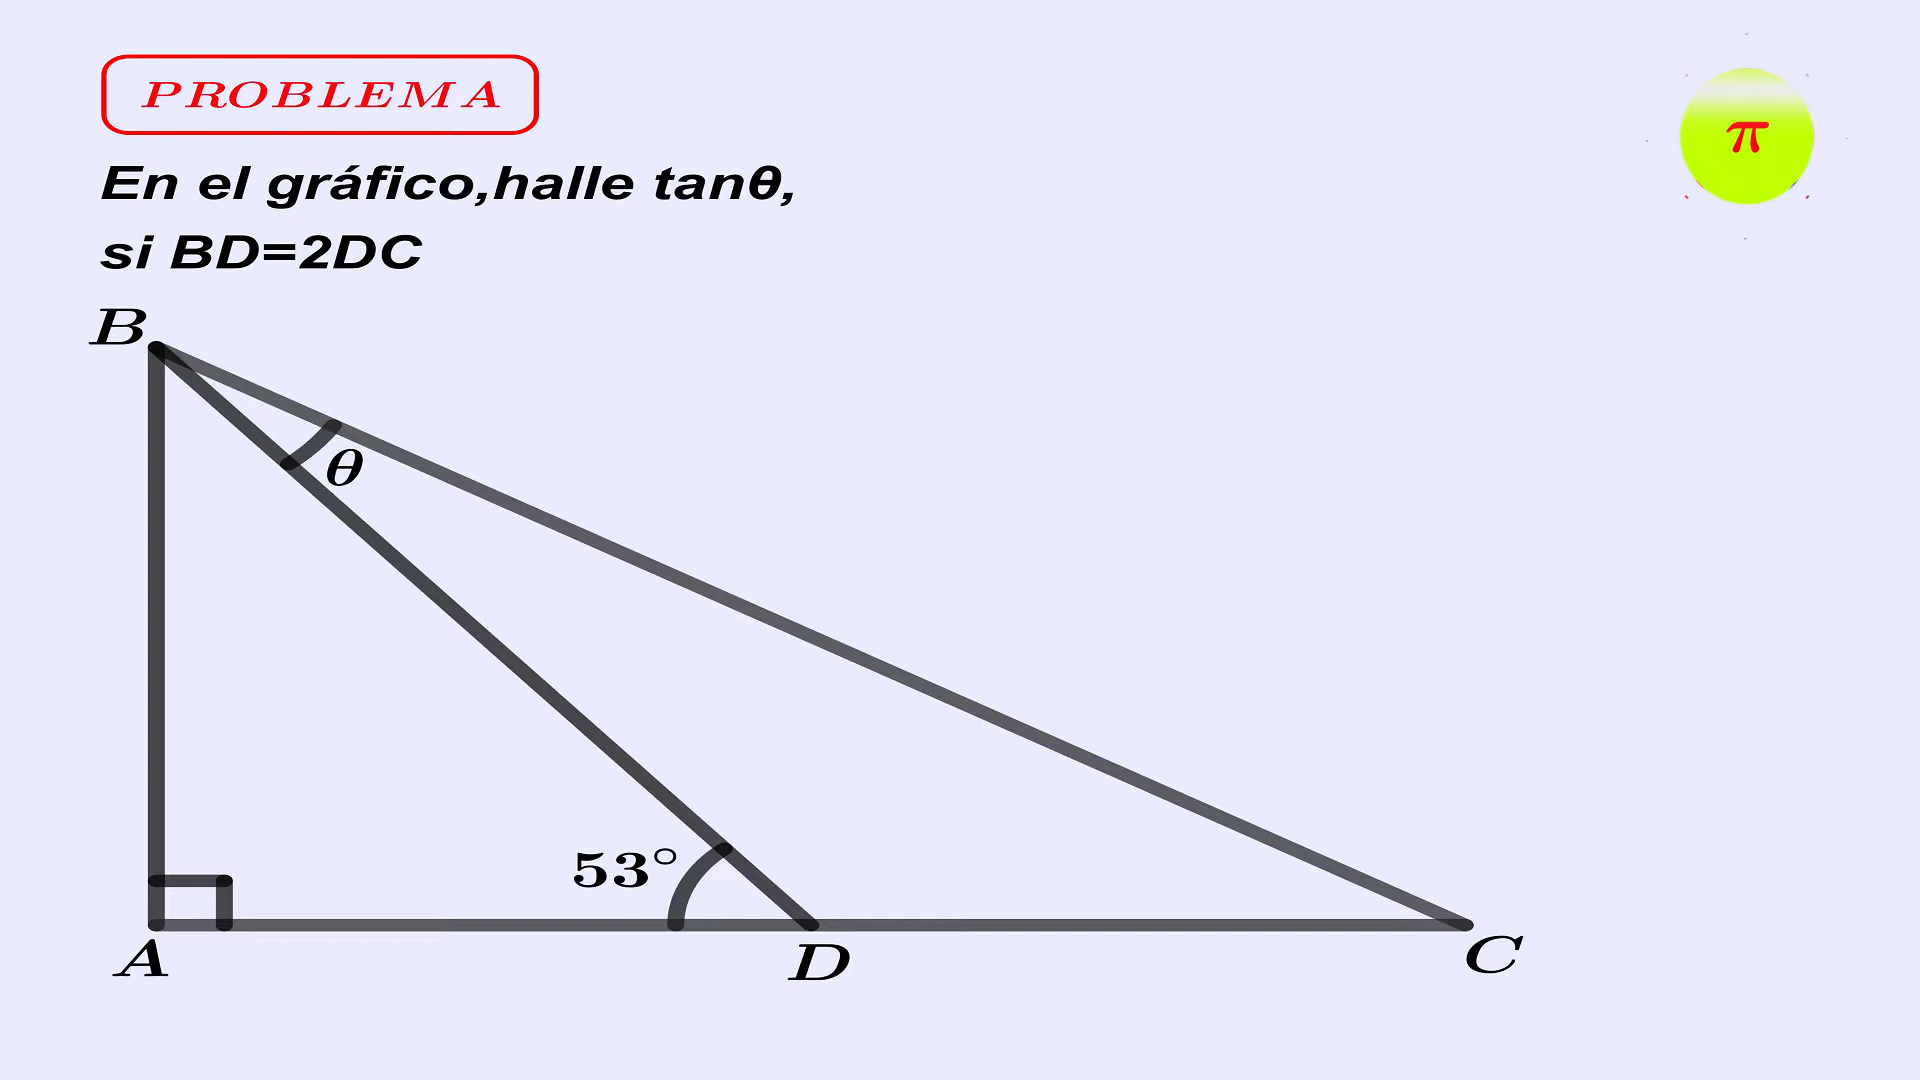 PROBLEMA
π
En el gráfico,halle tanθ,
si BD=2DC
B
θ
53°
A
D
C